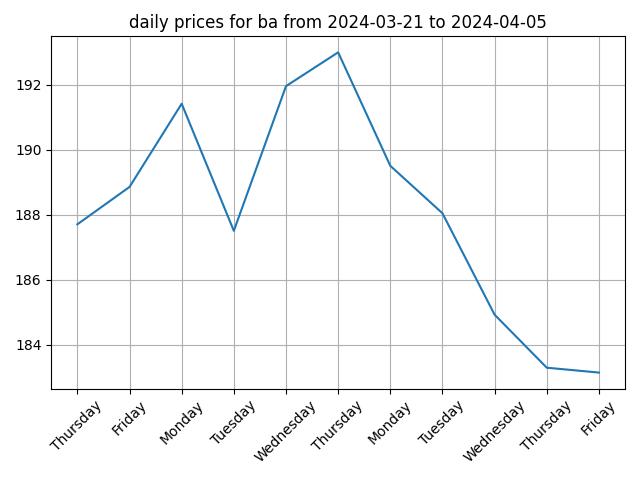 daily prices for ba from 2024-03-21 to 2024-04-05
192
190
188
186
184
Thursday
Friday
Monday
Tuesday
Wednesday
Thursday
Monday
Tuesday
Wednesday
Thursday
Friday